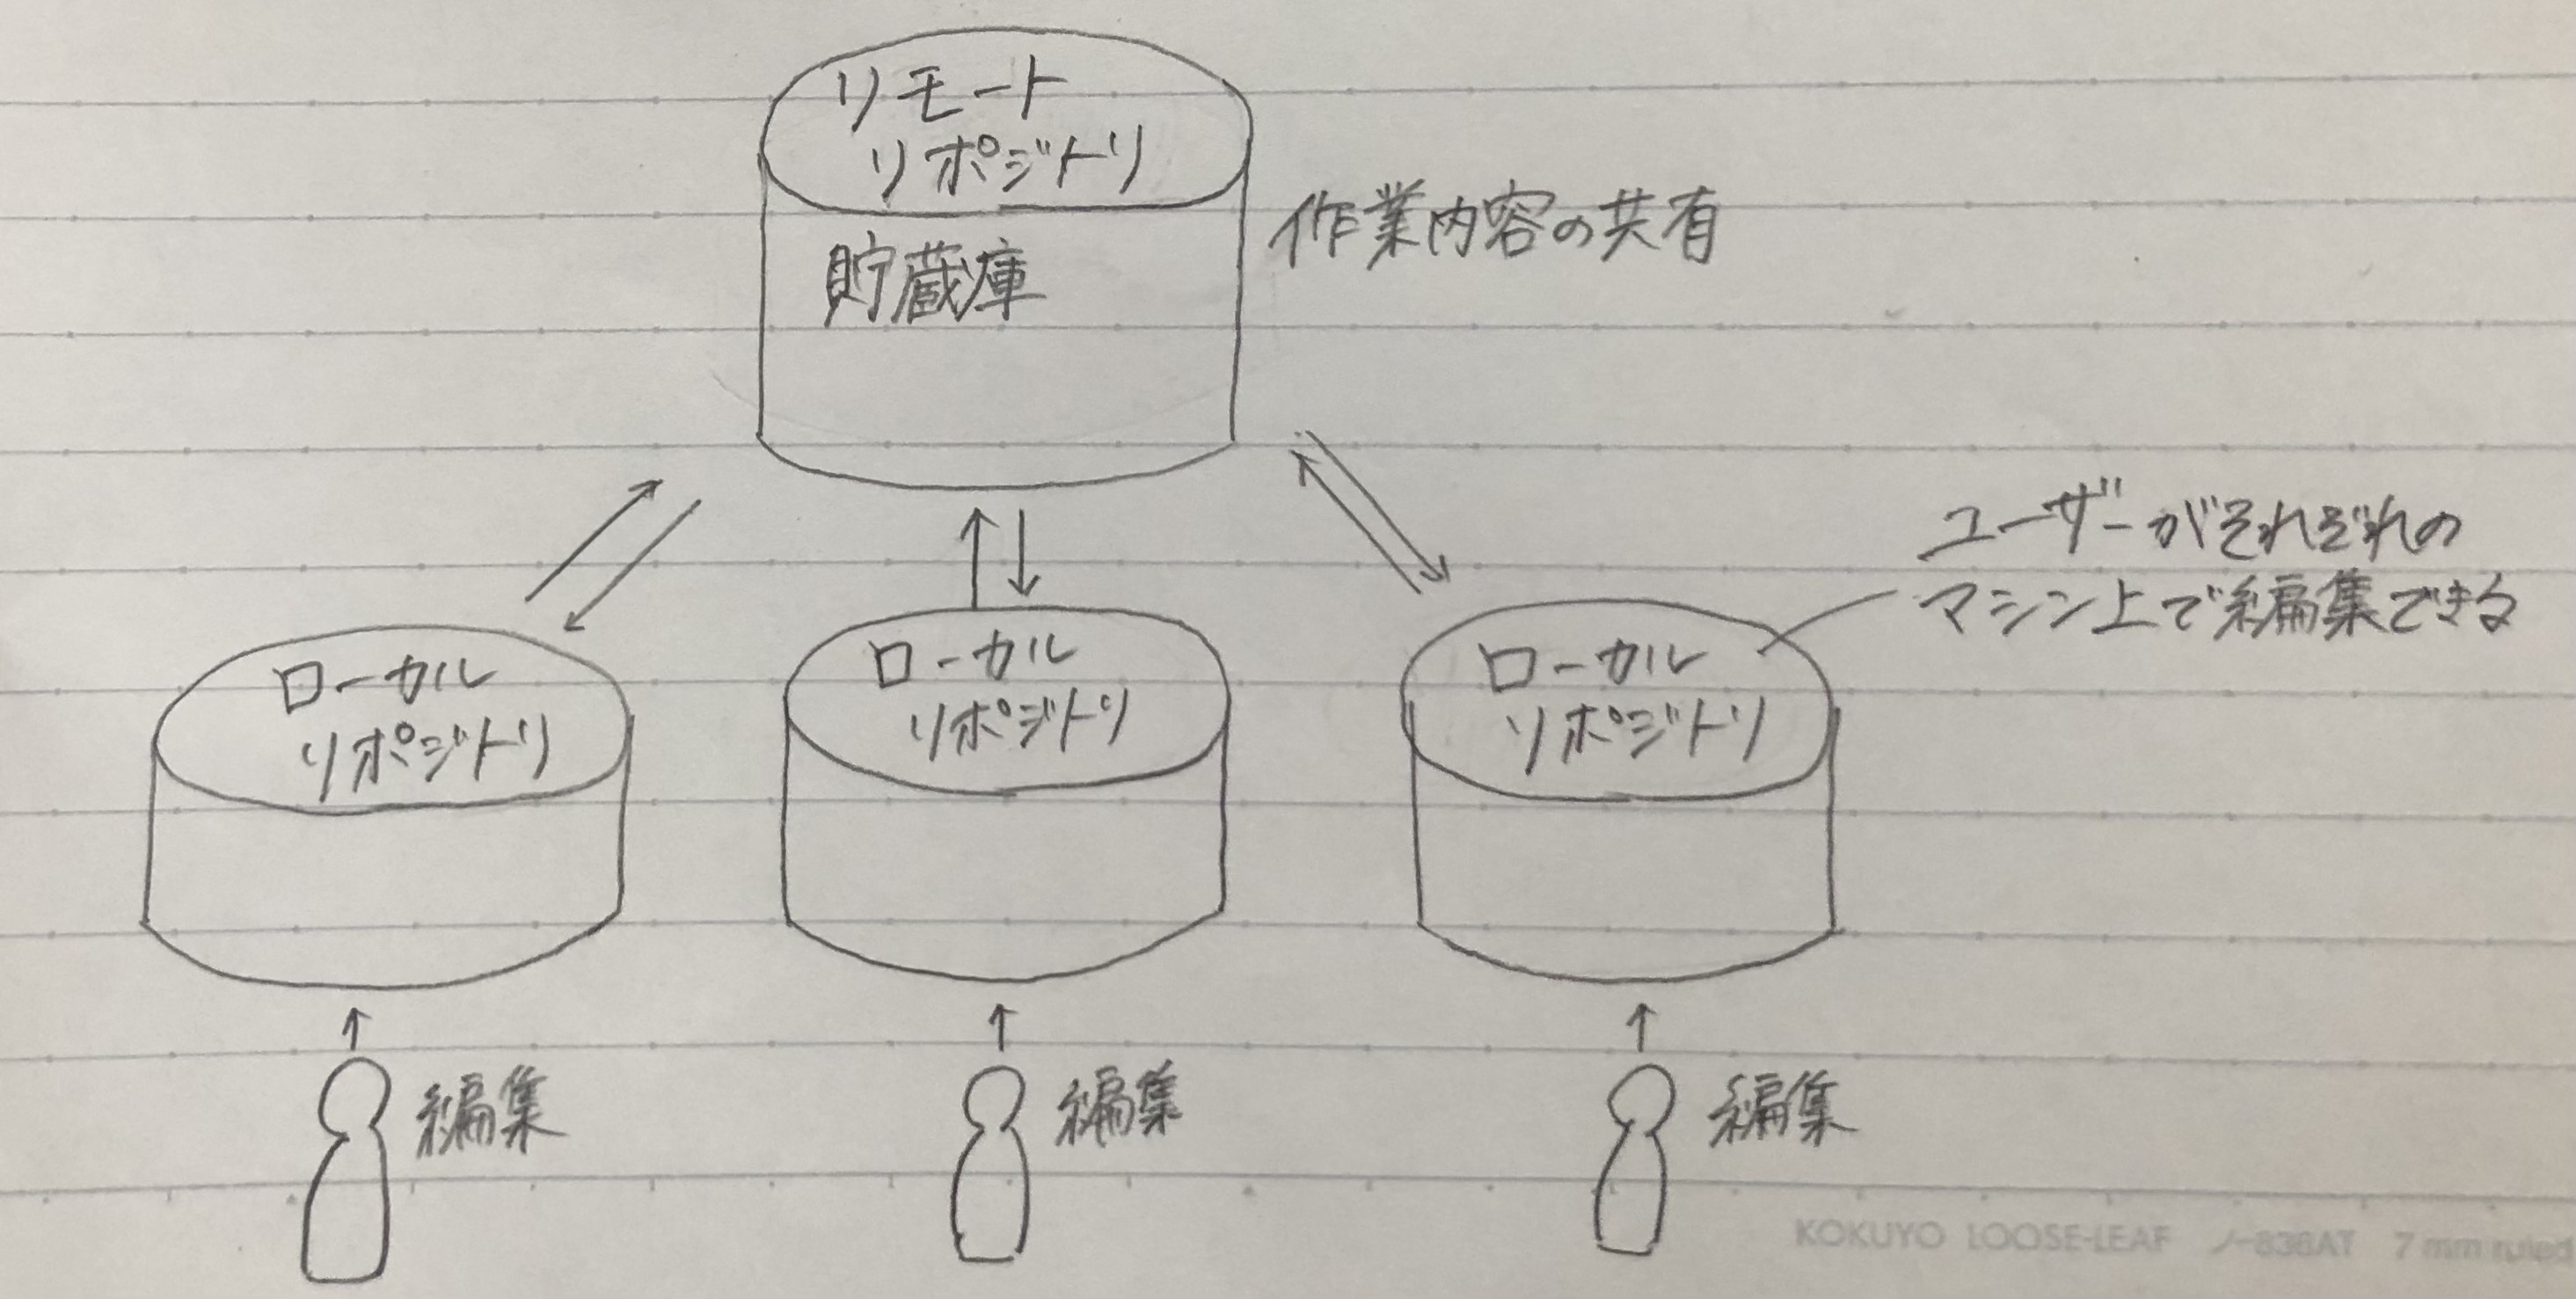 リモート
リポジトリ
貯蔵庫
作業内容の共有
ユーザーがそれぞれの
マシン上で編集できる
ローカル
リポジトリ
ローカル
リポジトリ
ローカル
リポジトリ
編集
編集
編集
KOKUYO LOOSE-LEAF ノ-836AT 7 mm ruled